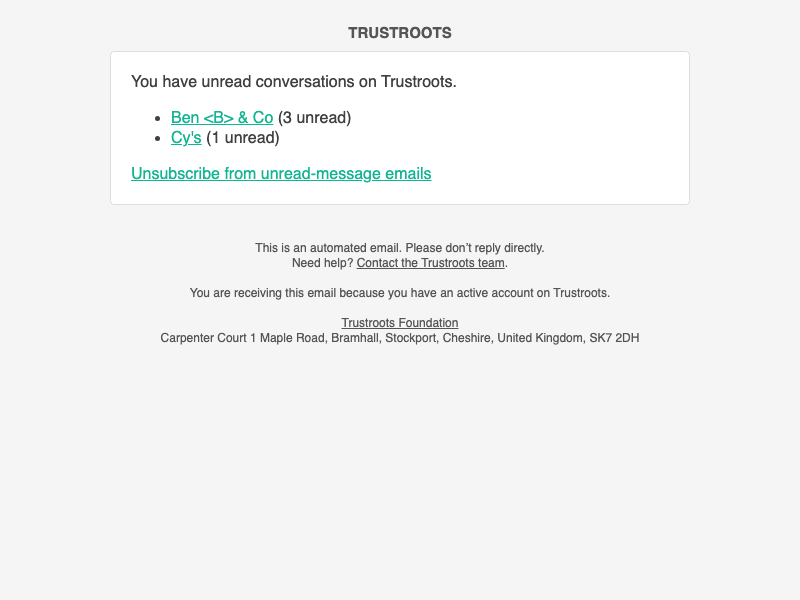 TRUSTROOTS
You have unread conversations on Trustroots.
• Ben <B> & Co (3 unread)
• Cy's (1 unread)
Unsubscribe from unread-message emails
This is an automated email. Please don’t reply directly.
Need help? Contact the Trustroots team.
You are receiving this email because you have an active account on Trustroots.
Trustroots Foundation
Carpenter Court 1 Maple Road, Bramhall, Stockport, Cheshire, United Kingdom, SK7 2DH